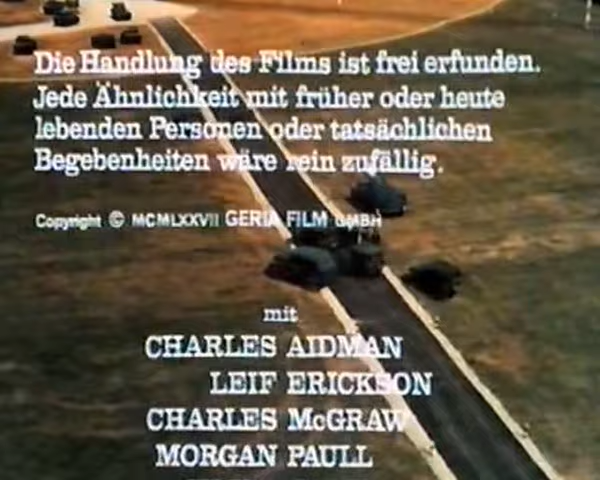 Die Handlung des Films ist frei erfunden.
Jede Ähnlichkeit mit früher oder heute
lebenden Personen oder tatsächlichen
Begebenheiten wäre rein zufällig.
Copyright © MCMLXXVII GERIA FILM GMBH
mit
CHARLES AIDMAN
LEIF ERICKSON
CHARLES McGRAW
MORGAN PAULL